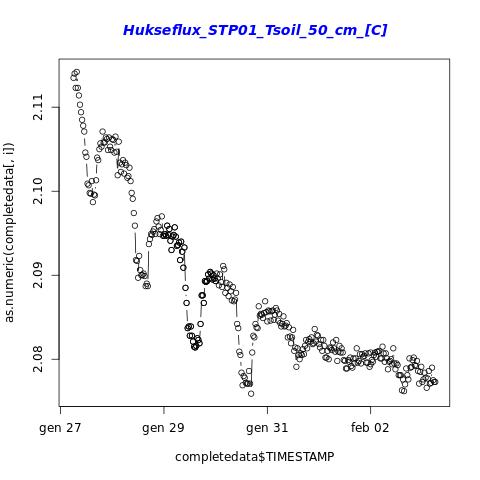 Hukseflux_STP01_Tsoil_50_cm_[C]
as.numeric(completedata[, i])
2.11
2.10
2.09
2.08
gen 27
gen 29
gen 31
feb 02
completedata$TIMESTAMP